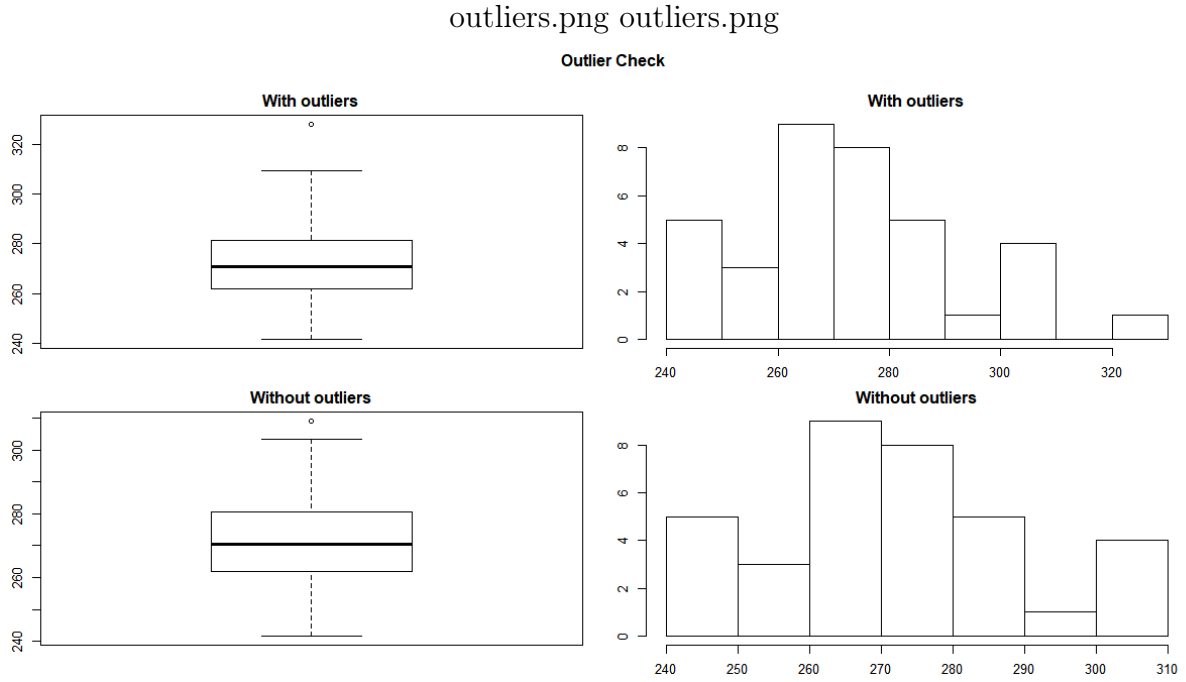 outliers.png outliers.png
Outlier Check
With outliers
320
300
280
260
240
With outliers
8
6
4
2
0
240 260 280 300 320
Without outliers
300
280
260
240
Without outliers
8
6
4
2
0
240 250 260 270 280 290 300 310